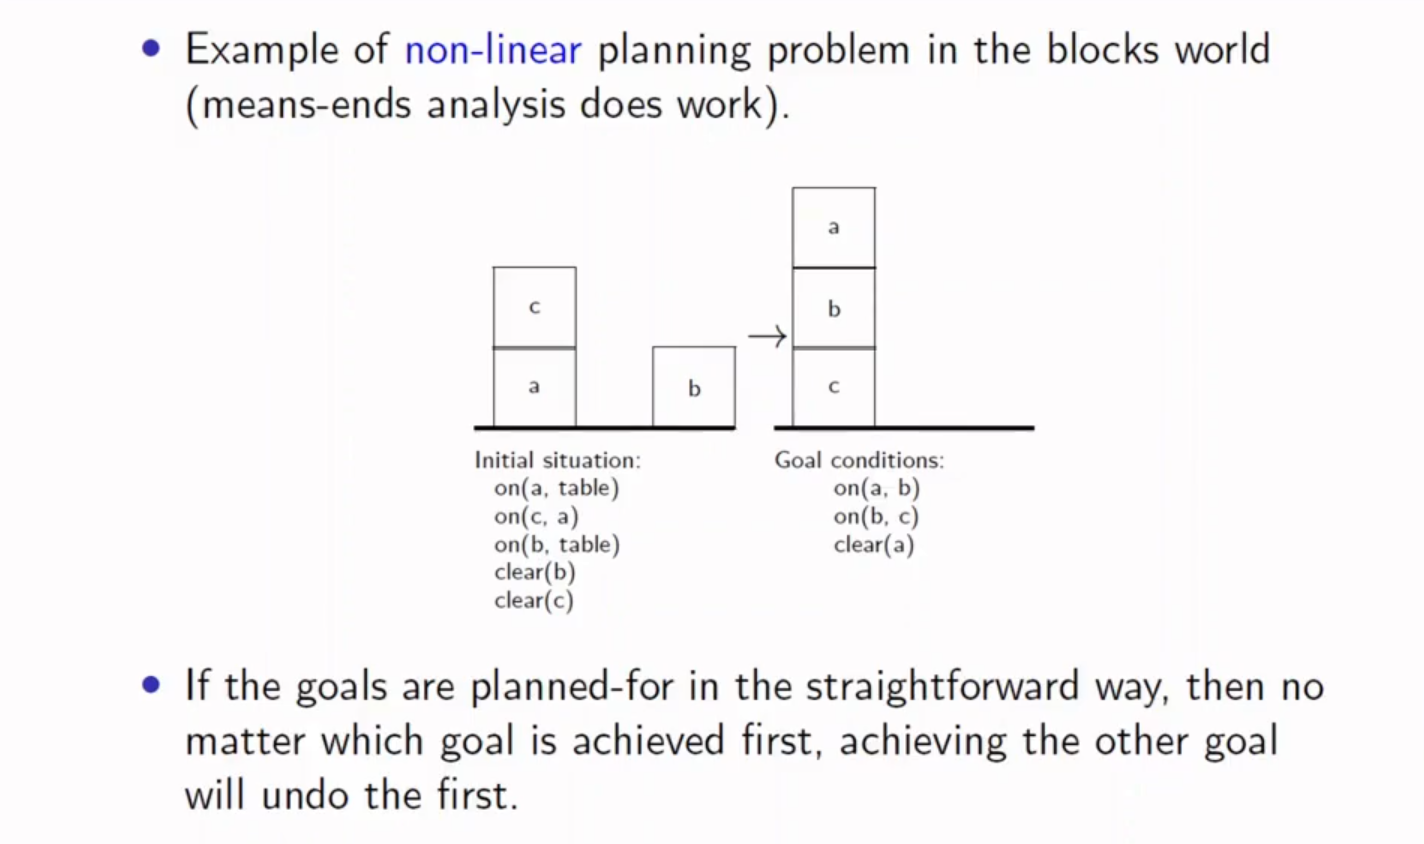 • Example of non-linear planning problem in the blocks world
(means-ends analysis does work).
a
c
b
→
a
b
c
Initial situation:
on(a, table)
on(c, a)
on(b, table)
clear(b)
clear(c)
Goal conditions:
on(a, b)
on(b, c)
clear(a)
• If the goals are planned-for in the straightforward way, then no
matter which goal is achieved first, achieving the other goal
will undo the first.